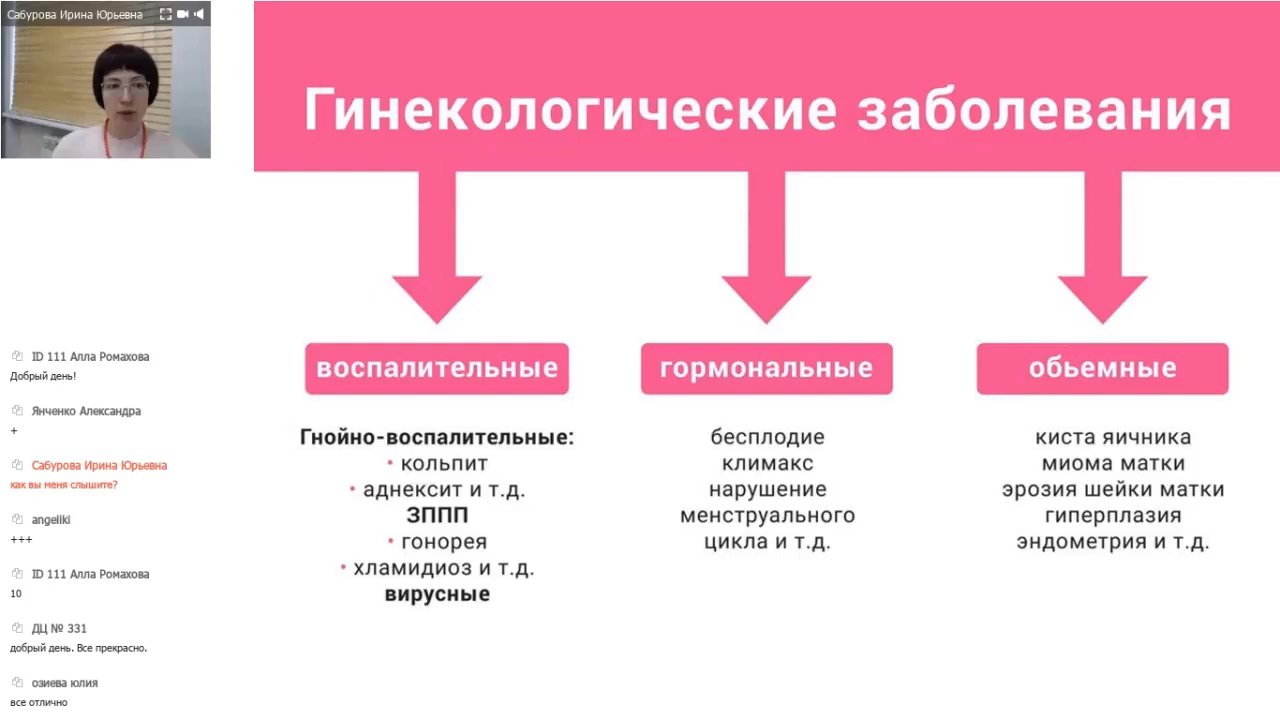 Сабурова Ирина Юрьевна
ID 111 Алла Ромахова
Добрый день!
Янченко Александра
+
Сабурова Ирина Юрьевна
как вы меня слышите?
angeliki
+++
ID 111 Алла Ромахова
10
ДЦ № 331
добрый день. Все прекрасно.
озиева юлия
все отлично
Гинекологические заболевания
воспалительные
Гнойно-воспалительные:
• кольпит
• аднексит и т.д.
ЗППП
• гонорея
• хламидиоз и т.д.
вирусные
гормональные
бесплодие
климакс
нарушение
менструального
цикла и т.д.
обьемные
киста яичника
миома матки
эрозия шейки матки
гиперплазия
эндометрия и т.д.